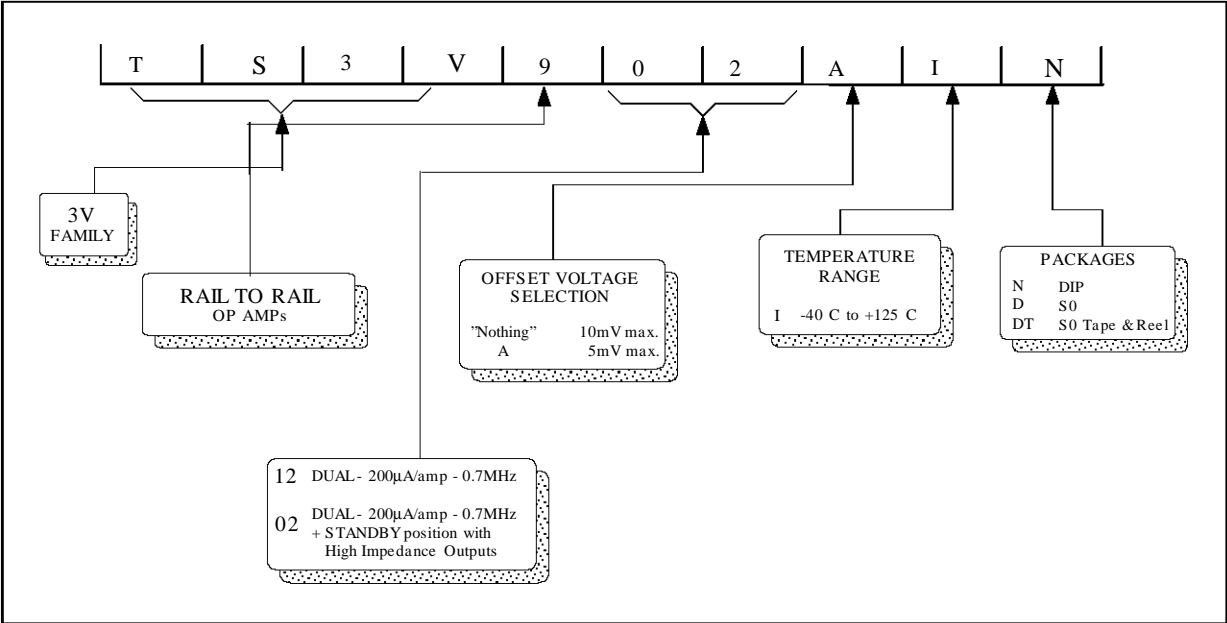 T S 3 V 9 0 2 A I N
3V
FAMILY
RAIL TO RAIL
OP AMPs
OFFSET VOLTAGE
SELECTION
"Nothing" 10mV max.
A 5mV max.
TEMPERATURE
RANGE
I -40 C to +125 C
PACKAGES
N DIP
D S0
DT S0 Tape & Reel
12 DUAL - 200µA/amp - 0.7MHz
02 DUAL - 200µA/amp - 0.7MHz
+ STANDBY position with
High Impedance Outputs